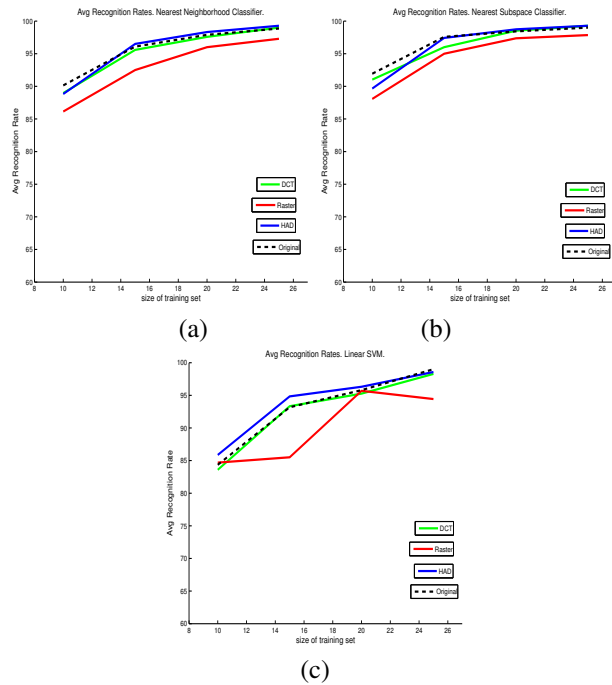 Avg Recognition Rates. Nearest Neighborhood Classifier.
100
95
90
85
80
75
70
65
60
Avg Recognition Rate
8 10 12 14 16 18 20 22 24 26
size of training set
DCT
Raster
HAD
Original
(a)
Avg Recognition Rates. Nearest Subspace Classifier.
100
95
90
85
80
75
70
65
60
Avg Recognition Rate
8 10 12 14 16 18 20 22 24 26
size of training set
DCT
Raster
HAD
Original
(b)
Avg Recognition Rates. Linear SVM.
100
95
90
85
80
75
70
65
60
Avg Recognition Rate
8 10 12 14 16 18 20 22 24 26
size of training set
DCT
Raster
HAD
Original
(c)